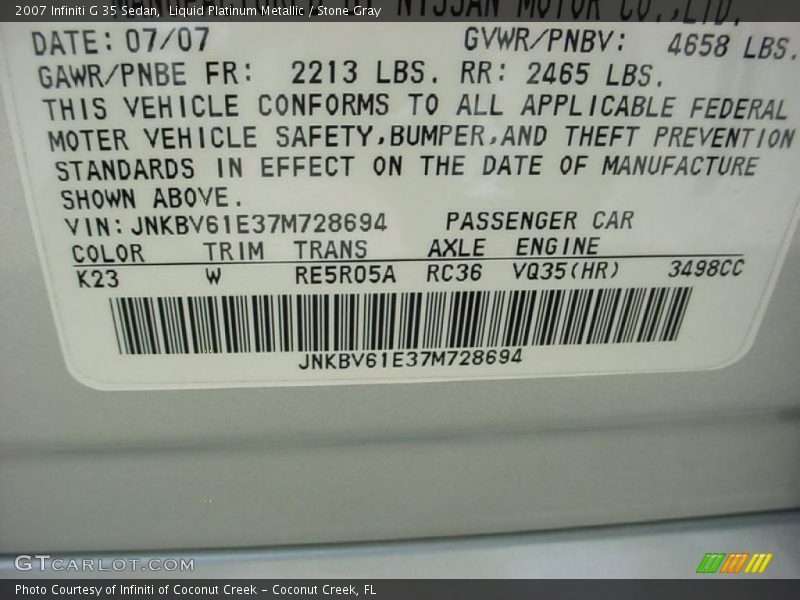 2007 Infiniti G 35 Sedan, Liquid Platinum Metallic / Stone Gray
NISSAN MOTOR CO.,LTD.
DATE: 07/07 GVWR/PNBV: 4658 LBS.
GAWR/PNBE FR: 2213 LBS. RR: 2465 LBS.
THIS VEHICLE CONFORMS TO ALL APPLICABLE FEDERAL
MOTER VEHICLE SAFETY,BUMPER,AND THEFT PREVENTION
STANDARDS IN EFFECT ON THE DATE OF MANUFACTURE
SHOWN ABOVE.
VIN: JNKBV61E37M728694 PASSENGER CAR
COLOR TRIM TRANS AXLE ENGINE
K23 W RE5R05A RC36 VQ35(HR) 3498CC
JNKBV61E37M728694
GTCARLOT.COM
Photo Courtesy of Infiniti of Coconut Creek - Coconut Creek, FL